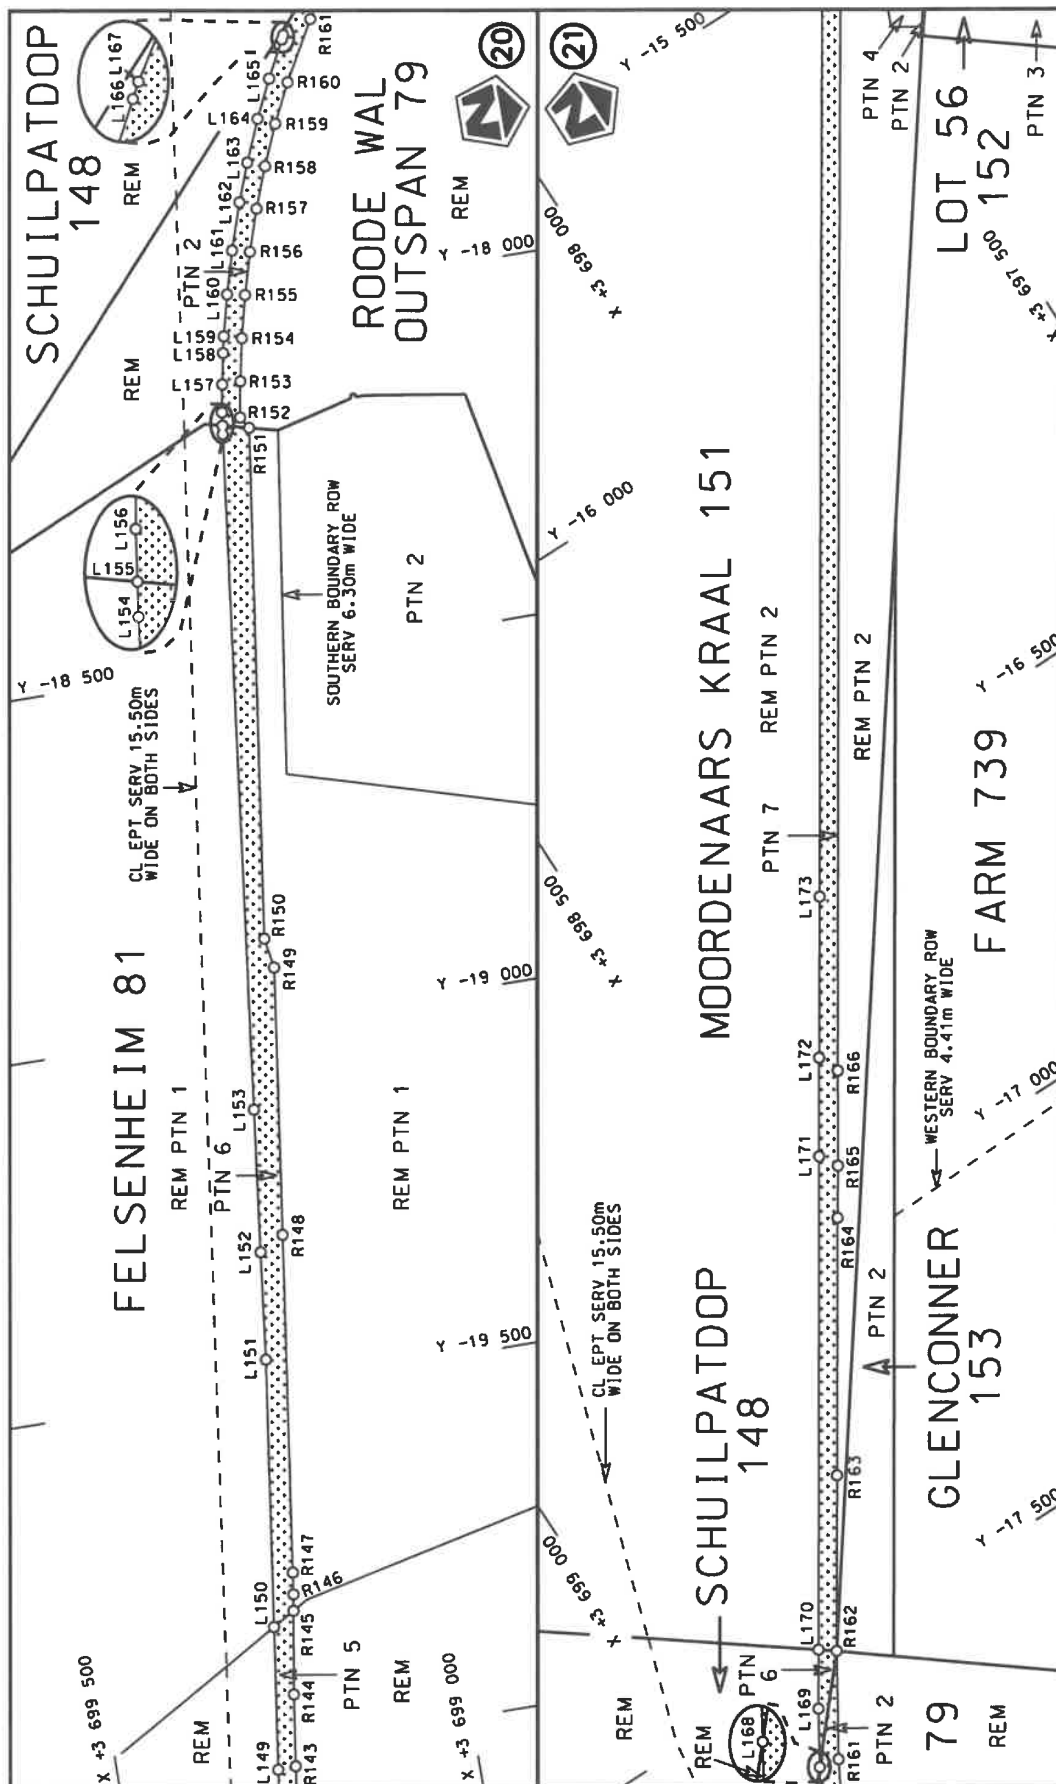 SCHUILPATDOP
148
REM
L166
L167
REM
PTN 2
ROODE WAL
OUTSPAN 79
REM
20
L154
L155
L156
L157
L158
L159
L160
L161
L162
L163
L164
L165
R151
R152
R153
R154
R155
R156
R157
R158
R159
R160
R161
Y -18 000
Y -18 500
CL EPT SERV 15.50m
WIDE ON BOTH SIDES
SOUTHERN BOUNDARY ROW
SERV 6.30m WIDE
PTN 2
FELSENHEIM 81
REM PTN 1
PTN 6
REM PTN 1
L149
L150
L151
L152
L153
R143
R144
R145
R146
R147
R148
R149
R150
Y -19 000
Y -19 500
X +3 699 500
X +3 699 000
REM
PTN 5
REM
21
Y -15 500
X +3 698 000
Y -16 000
X +3 698 500
X +3 699 000
MOORDENAARS KRAAL 151
REM PTN 2
PTN 7
REM PTN 2
PTN 4
PTN 2
LOT 56
152
PTN 3
X +3 697 500
Y -16 500
FARM 739
WESTERN BOUNDARY ROW
SERV 4.41m WIDE
Y -17 000
L173
L172
L171
R166
R165
R164
R163
CL EPT SERV 15.50m
WIDE ON BOTH SIDES
SCHUILPATDOP
148
PTN 2
GLENCONNER
153
Y -17 500
L170
R162
L169
L168
R161
PTN
6
REM
REM
PTN 2
79
REM